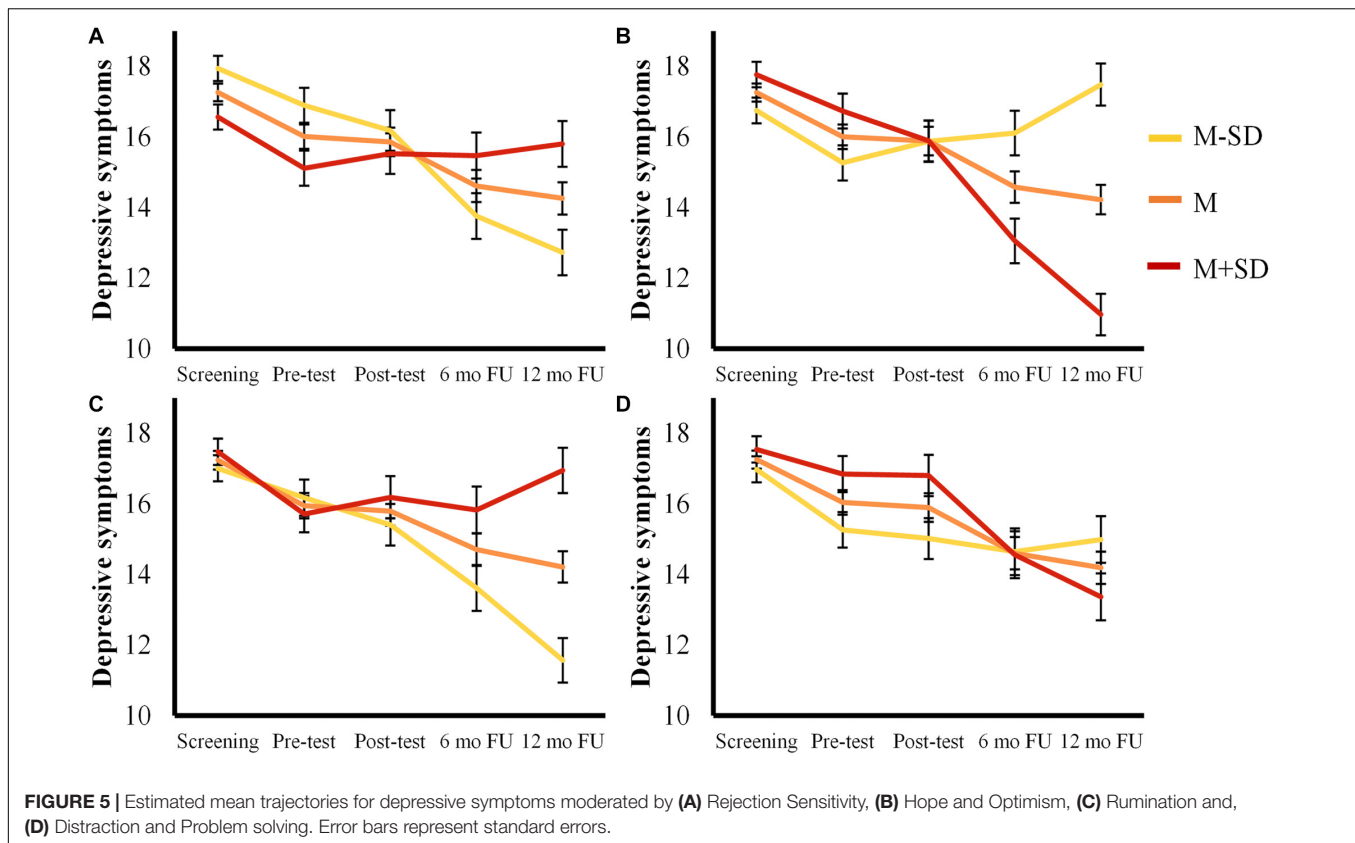 A
Depressive symptoms
18
16
14
12
10
Screening Pre-test Post-test 6 mo FU 12 mo FU
B
Depressive symptoms
18
16
14
12
10
Screening Pre-test Post-test 6 mo FU 12 mo FU
M-SD
M
M+SD
C
Depressive symptoms
18
16
14
12
10
Screening Pre-test Post-test 6 mo FU 12 mo FU
D
Depressive symptoms
18
16
14
12
10
Screening Pre-test Post-test 6 mo FU 12 mo FU
FIGURE 5 | Estimated mean trajectories for depressive symptoms moderated by (A) Rejection Sensitivity, (B) Hope and Optimism, (C) Rumination and,
(D) Distraction and Problem solving. Error bars represent standard errors.